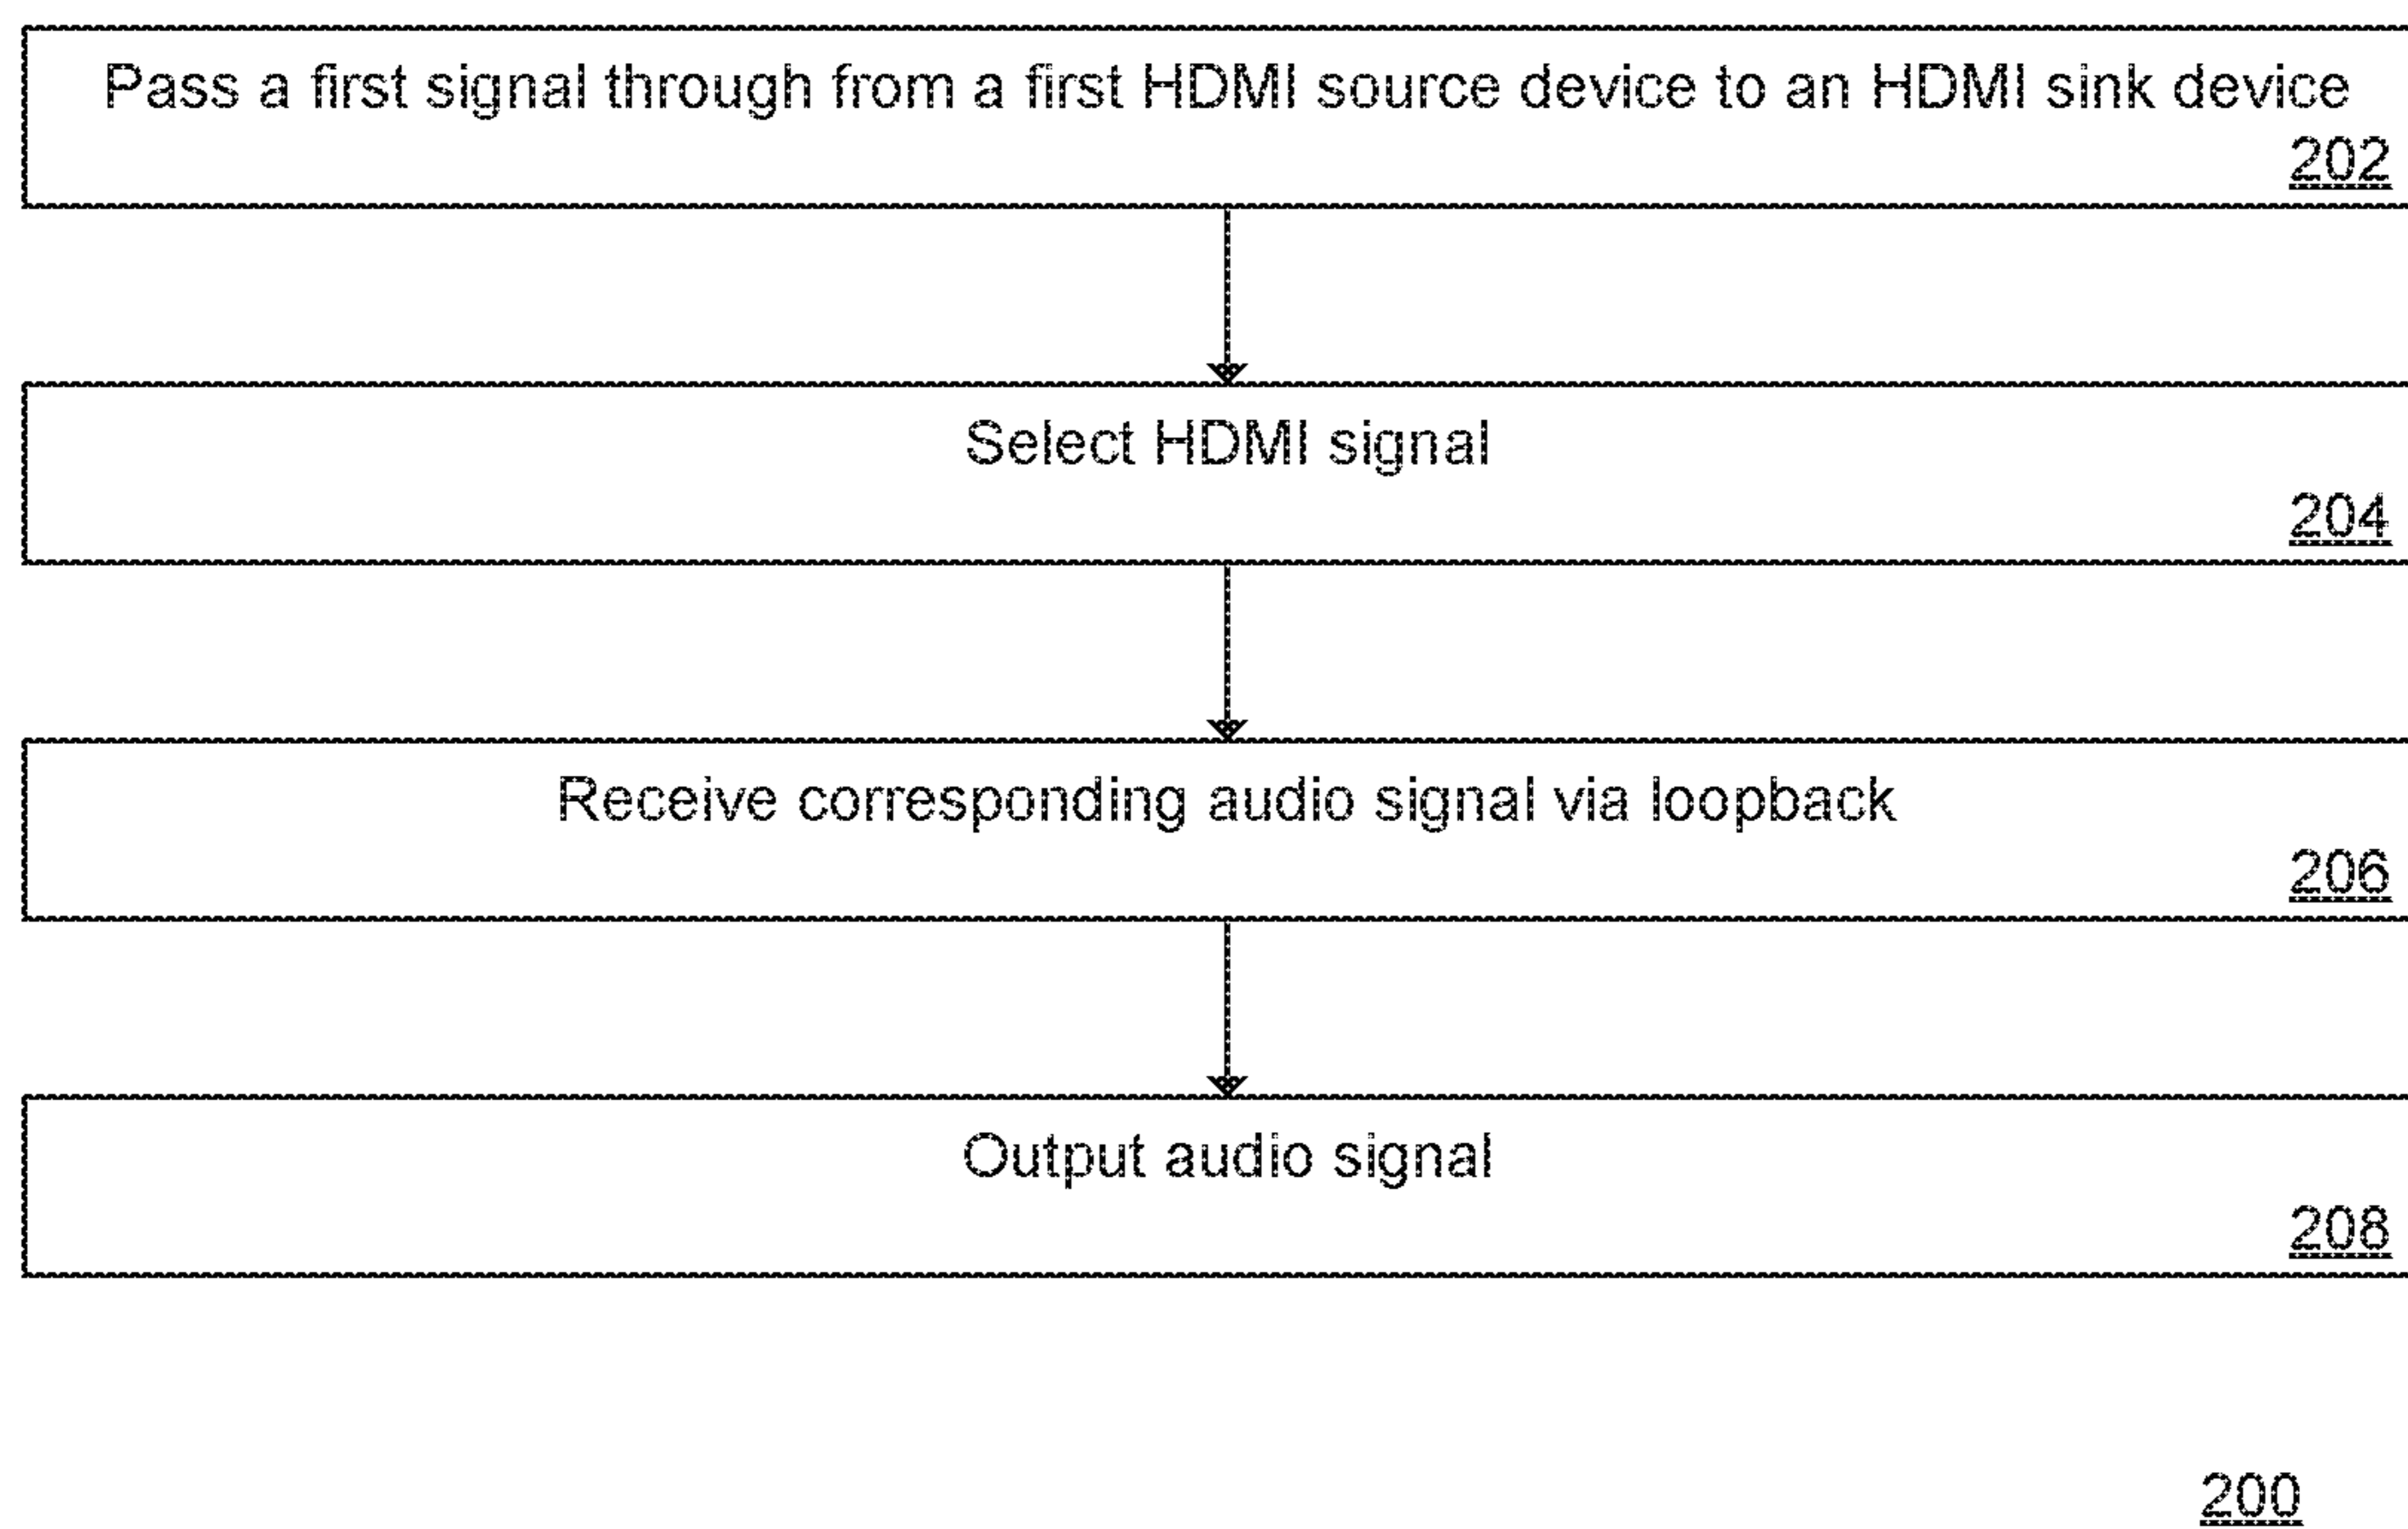 Pass a first signal through from a first HDMI source device to an HDMI sink device
202
Select HDMI signal
204
Receive corresponding audio signal via loopback
206
Output audio signal
208
200